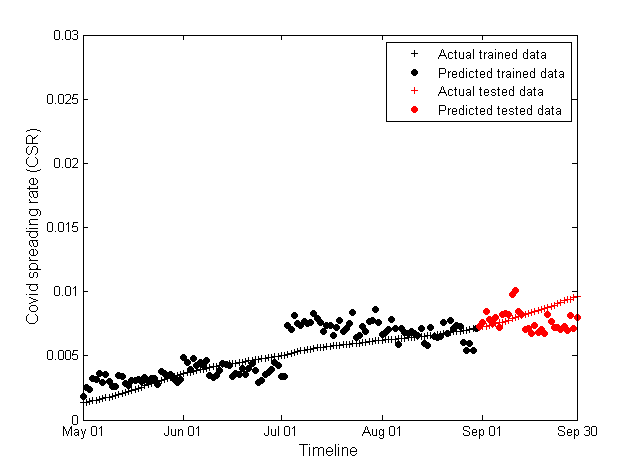 0.03
Actual trained data
Predicted trained data
Actual tested data
Predicted tested data
0.025
0.02
0.015
0.01
0.005
0
Covid spreading rate (CSR)
May 01 Jun 01 Jul 01 Aug 01 Sep 01 Sep 30
Timeline